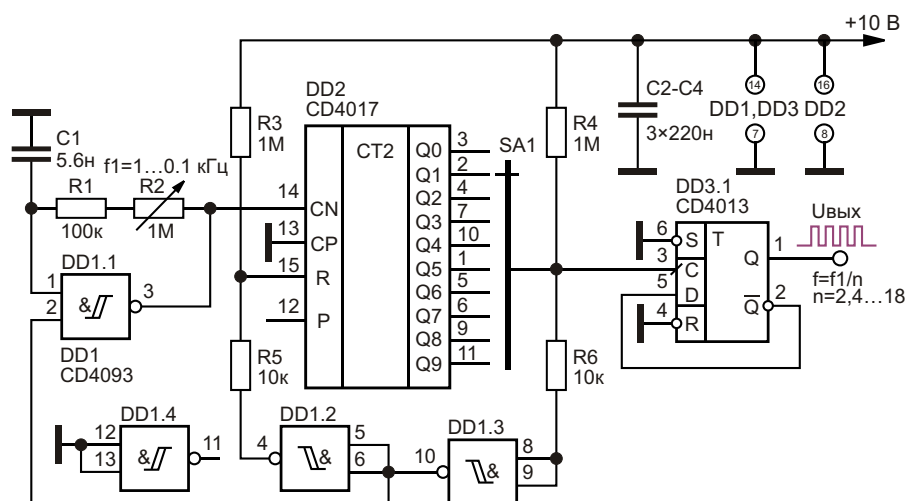 +10 В
DD2
CD4017
C1
5.6н
R3
1М
R4
1М
C2-C4
3×220н
14
16
DD1,DD3
DD2
7
8
f1=1...0.1 кГц
R1
R2
100к
1М
CT2
14
CN
13
CP
15
R
12
P
Q0
3
Q1
2
Q2
4
Q3
7
Q4
10
Q5
1
Q6
5
Q7
6
Q8
9
Q9
11
SA1
DD3.1
CD4013
6
S
T
3
C
5
D
4
R
Q
1
Q̅
2
Uвых
f=f1/n
n=2,4...18
DD1.1
1
2
&
3
DD1
CD4093
R5
10к
R6
10к
DD1.4
12
13
&
11
DD1.2
4
&
5
6
DD1.3
10
&
8
9